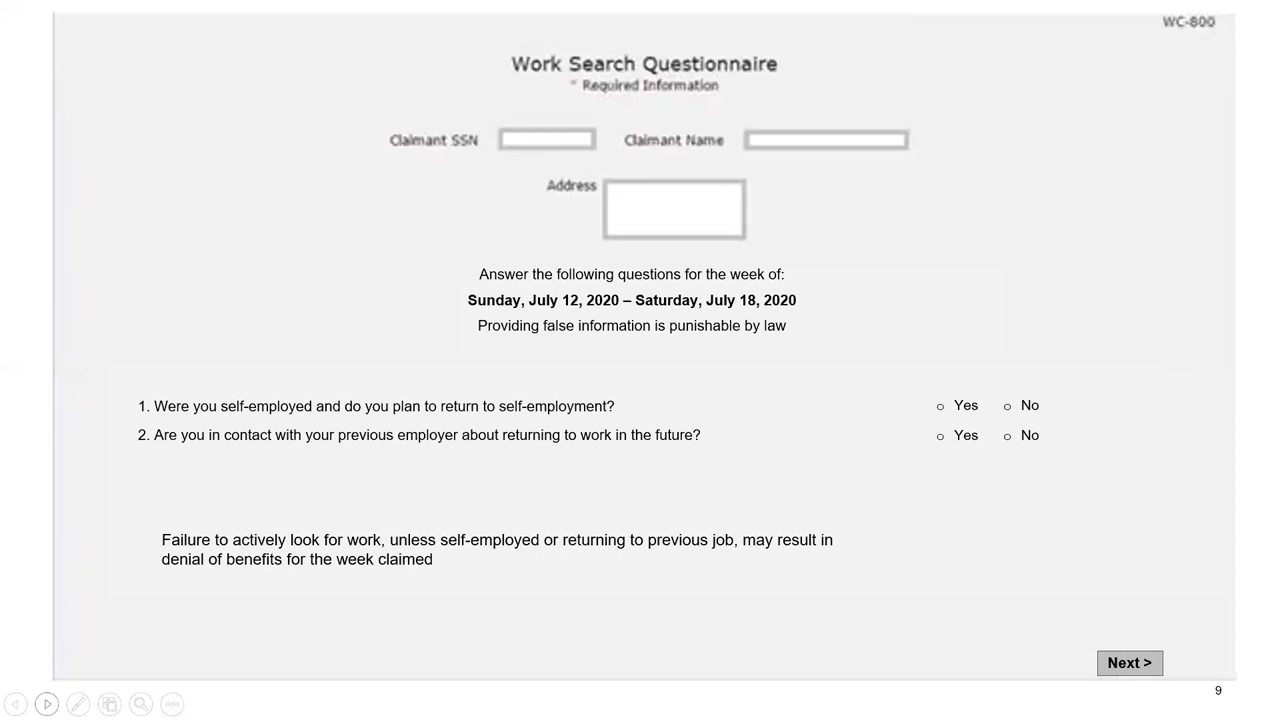 WC-800
Work Search Questionnaire
* Required Information
Claimant SSN Claimant Name
Address
Answer the following questions for the week of:
Sunday, July 12, 2020 – Saturday, July 18, 2020
Providing false information is punishable by law
1. Were you self-employed and do you plan to return to self-employment? ○ Yes ○ No
2. Are you in contact with your previous employer about returning to work in the future? ○ Yes ○ No
Failure to actively look for work, unless self-employed or returning to previous job, may result in
denial of benefits for the week claimed
Next >
9